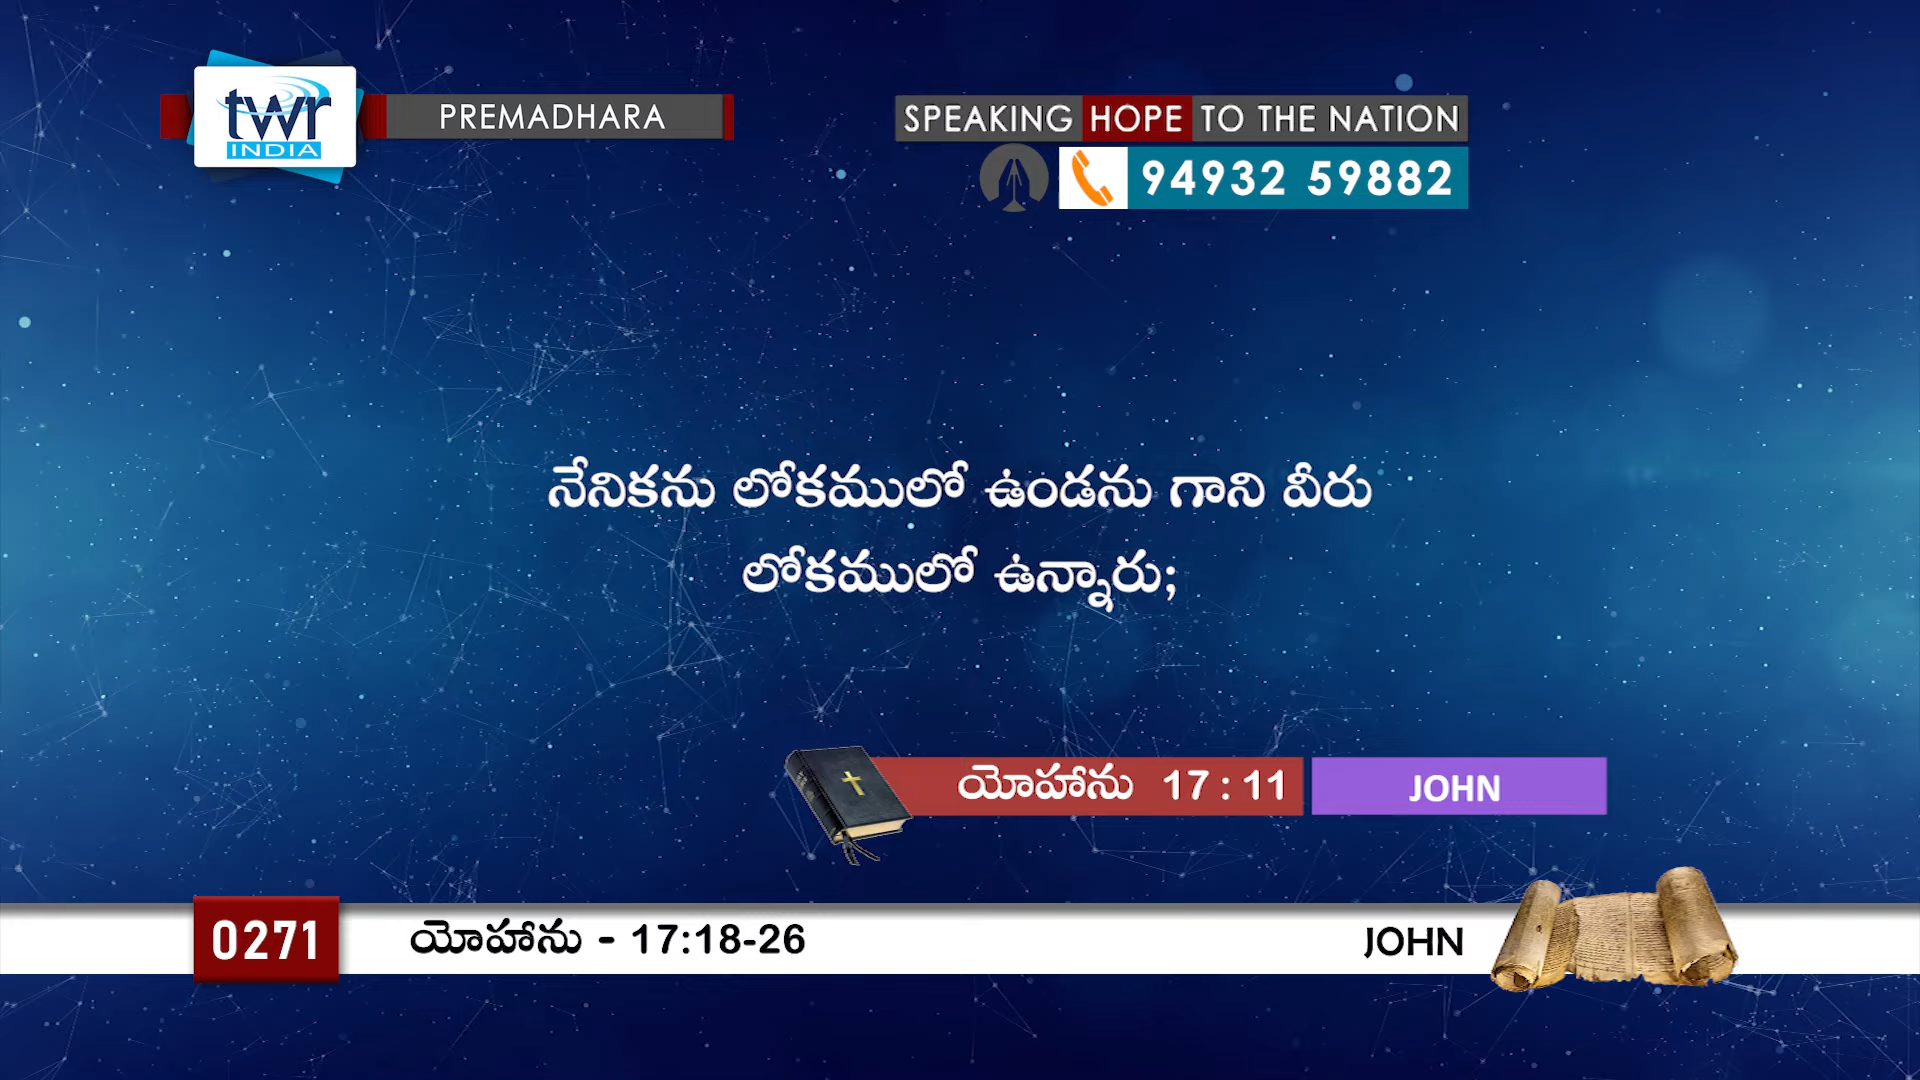 twr
INDIA
PREMADHARA
SPEAKING HOPE TO THE NATION
94932 59882
నేనికను లోకములో ఉండను గాని వీరు
లోకములో ఉన్నారు;
యోహాను 17 : 11
JOHN
0271
యోహాను - 17:18-26
JOHN